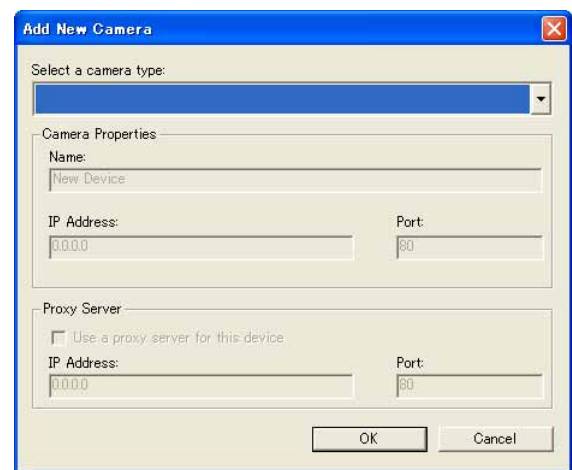 Add New Camera
Select a camera type:
Camera Properties
Name:
New Device
IP Address:
Port:
0.0.0.0
80
Proxy Server
Use a proxy server for this device
IP Address:
Port:
0.0.0.0
80
OK
Cancel